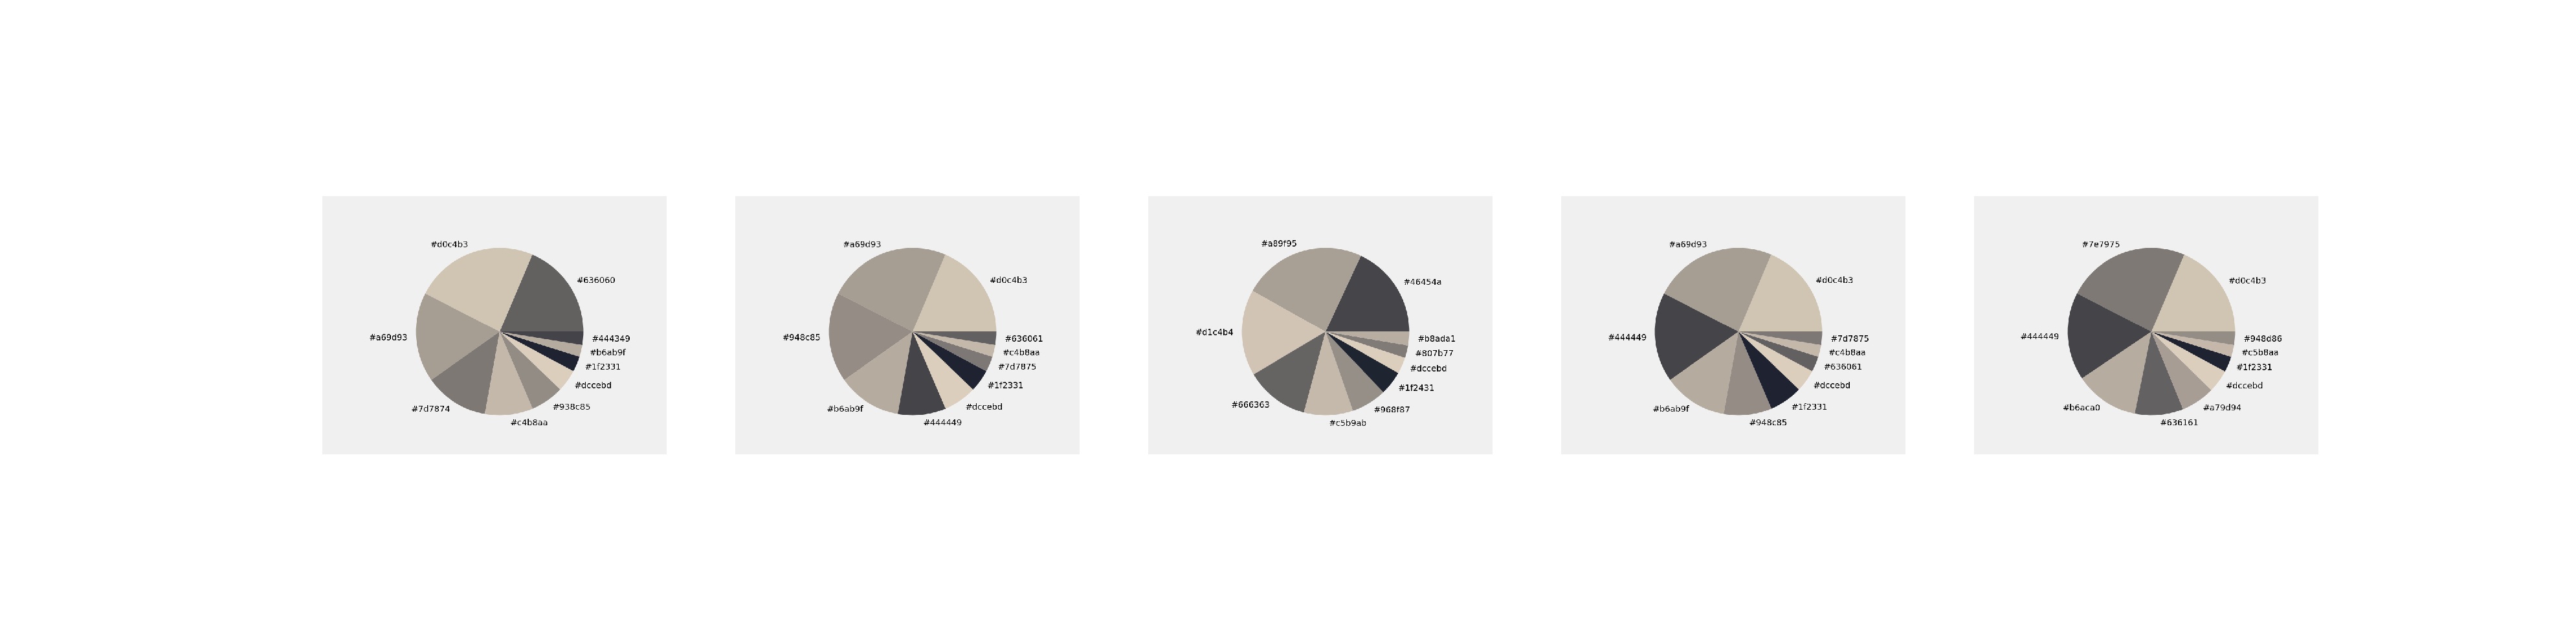 #d0c4b3
#636060
#a69d93
#444349
#b6ab9f
#1f2331
#dccebd
#938c85
#7d7874
#c4b8aa
#a69d93
#d0c4b3
#948c85
#636061
#c4b8aa
#7d7875
#1f2331
#dccebd
#b6ab9f
#444449
#a89f95
#46454a
#d1c4b4
#b8ada1
#807b77
#dccebd
#1f2431
#666363
#968f87
#c5b9ab
#a69d93
#d0c4b3
#444449
#7d7875
#c4b8aa
#636061
#dccebd
#1f2331
#b6ab9f
#948c85
#7e7975
#d0c4b3
#444449
#948d86
#c5b8aa
#1f2331
#dccebd
#b6aca0
#a79d94
#636161